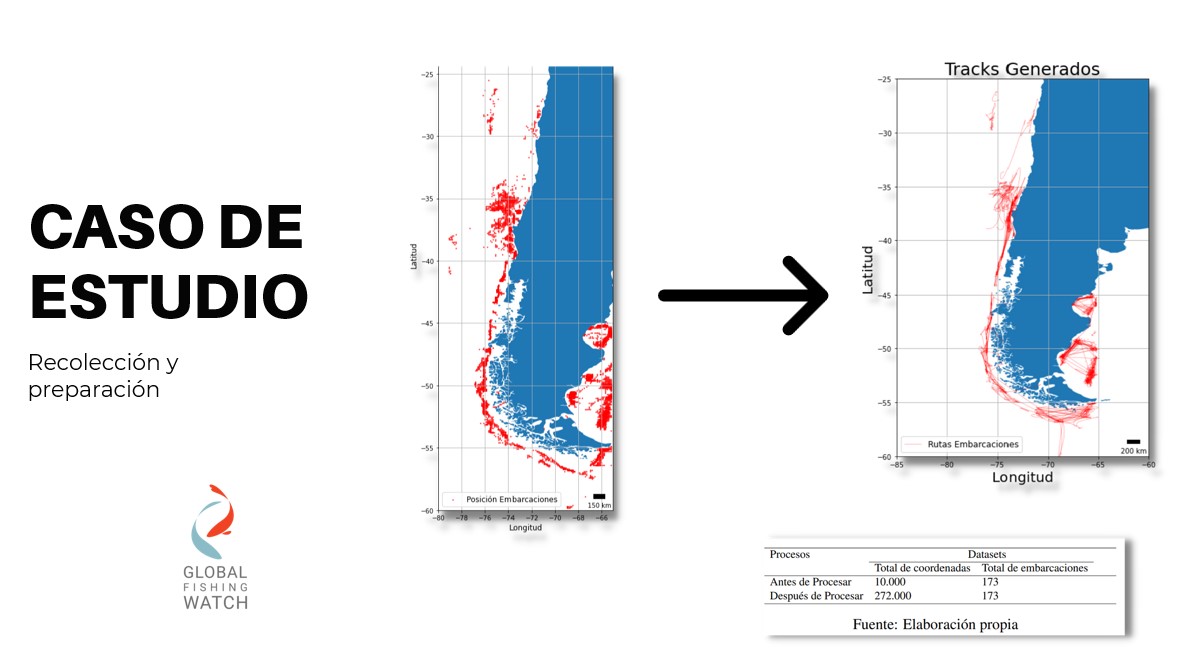 CASO DE
ESTUDIO
Recolección y
preparación
GLOBAL
FISHING
WATCH
−25
−30
−35
−40
−45
−50
−55
−60
Latitud
Posición Embarcaciones
150 km
−80 −78 −76 −74 −72 −70 −68 −66
Longitud
Tracks Generados
−25
−30
−35
−40
−45
−50
−55
−60
Latitud
Rutas Embarcaciones
200 km
−85 −80 −75 −70 −65 −60
Longitud
Procesos Datasets
Total de coordenadas Total de embarcaciones
Antes de Procesar 10.000 173
Después de Procesar 272.000 173
Fuente: Elaboración propia